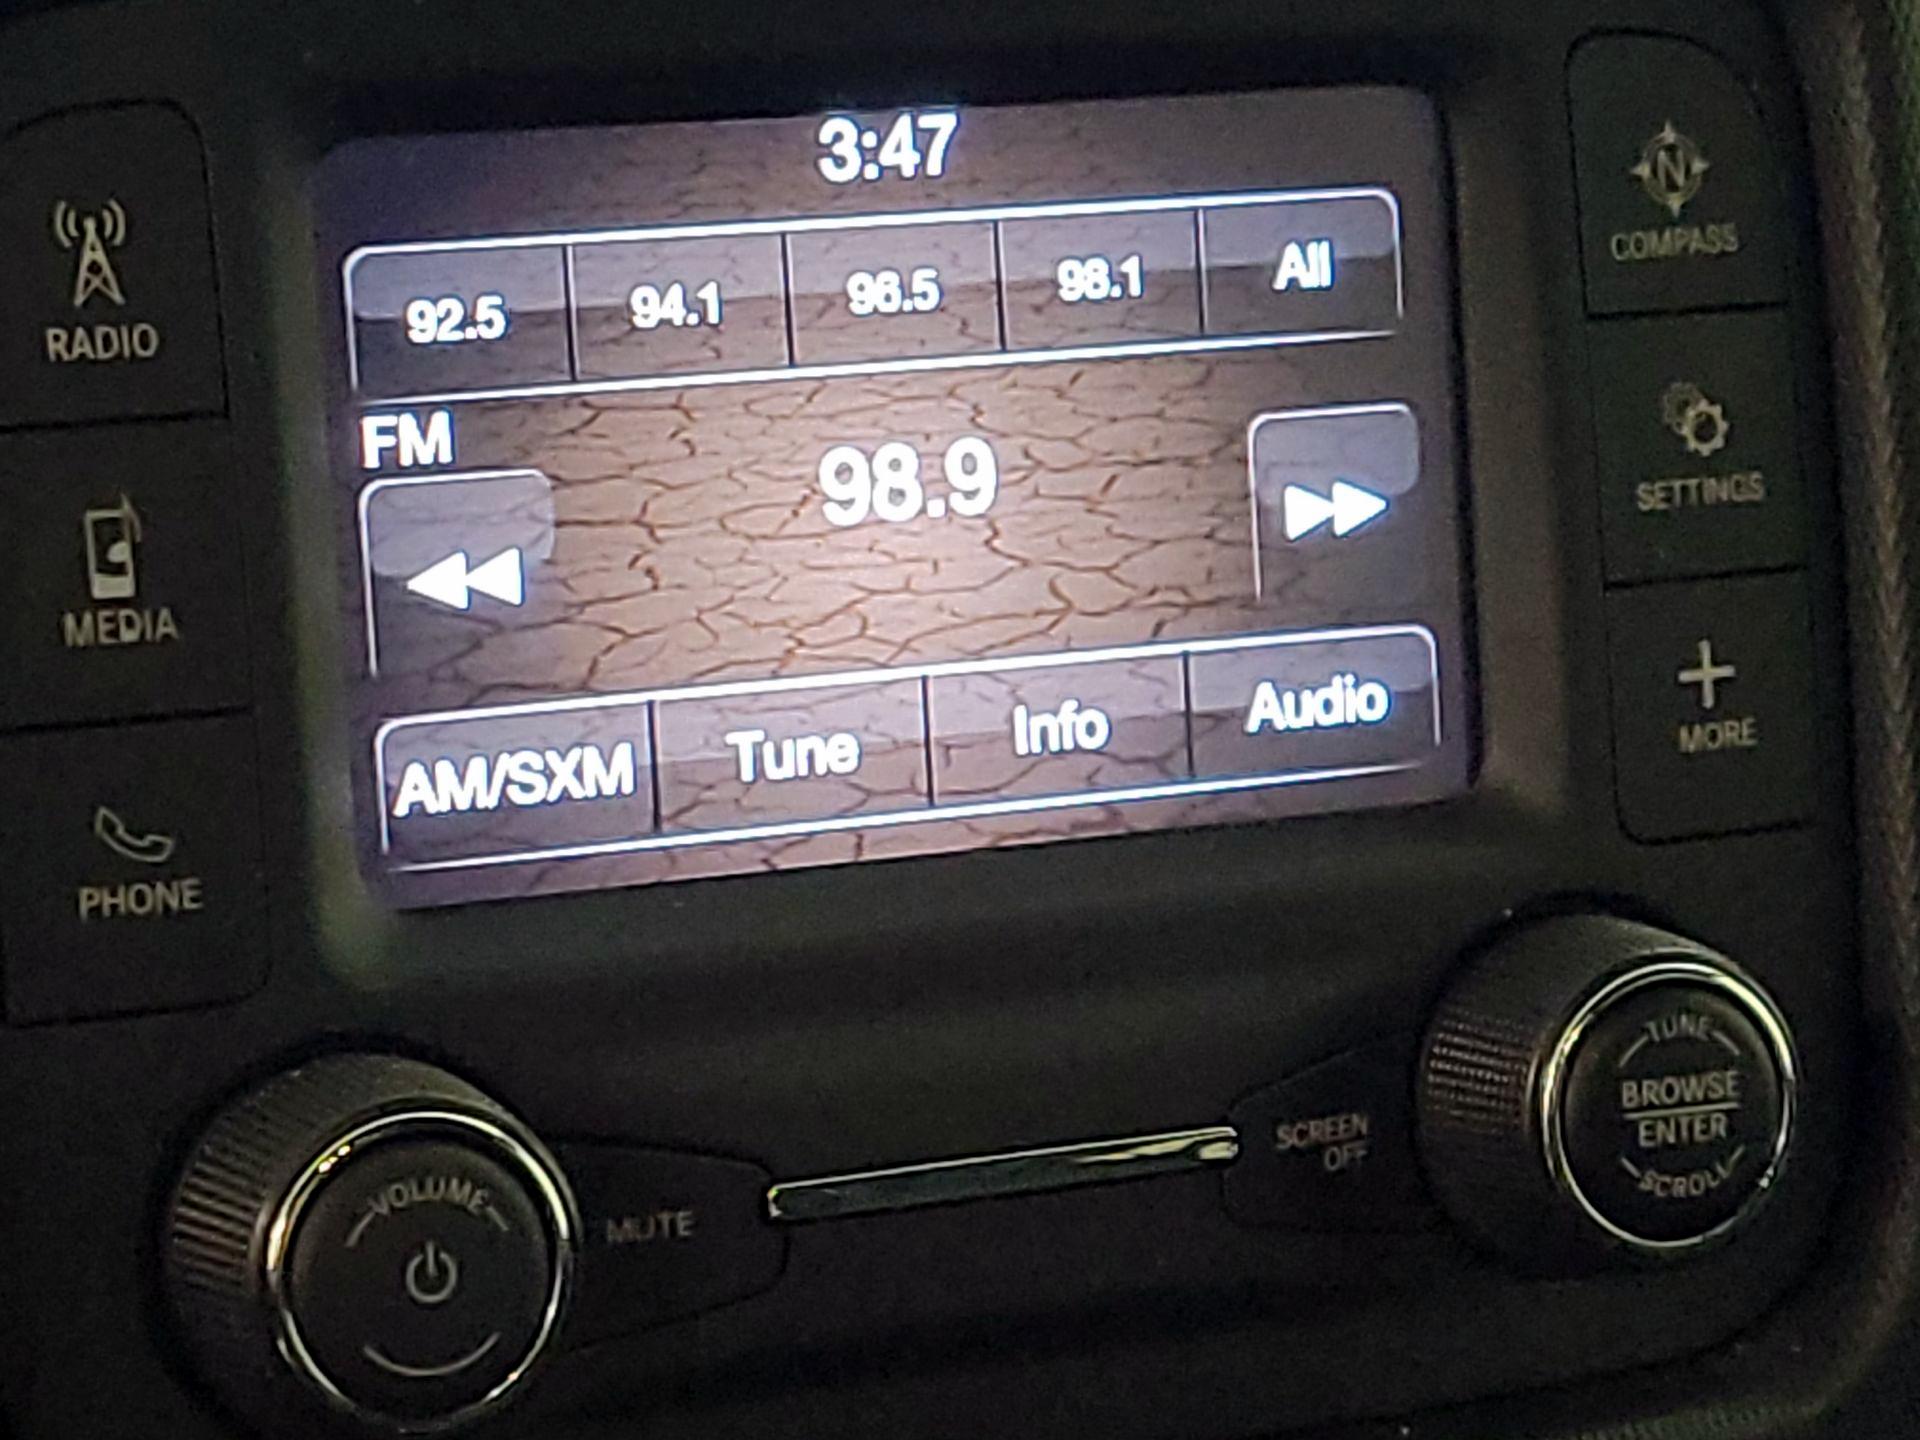 3:47
92.5 94.1 96.5 98.1 All
FM
98.9
AM/SXM Tune Info Audio
RADIO
MEDIA
PHONE
N
COMPASS
SETTINGS
MORE
VOLUME
MUTE
SCREEN
OFF
TUNE
BROWSE
ENTER
SCROLL